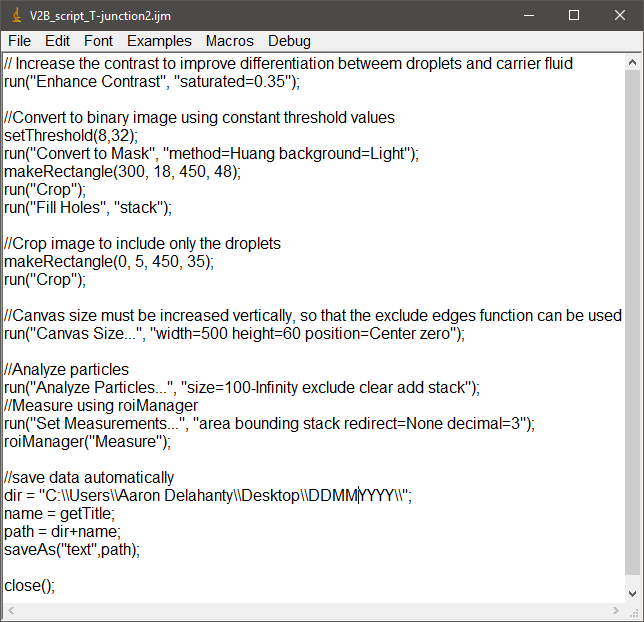 V2B_script_T-junction2.ijm
File Edit Font Examples Macros Debug
// Increase the contrast to improve differentiation betweem droplets and carrier fluid
run("Enhance Contrast", "saturated=0.35");
//Convert to binary image using constant threshold values
setThreshold(8,32);
run("Convert to Mask", "method=Huang background=Light");
makeRectangle(300, 18, 450, 48);
run("Crop");
run("Fill Holes", "stack");
//Crop image to include only the droplets
makeRectangle(0, 5, 450, 35);
run("Crop");
//Canvas size must be increased vertically, so that the exclude edges function can be used
run("Canvas Size...", "width=500 height=60 position=Center zero");
//Analyze particles
run("Analyze Particles...", "size=100-Infinity exclude clear add stack");
//Measure using roiManager
run("Set Measurements...", "area bounding stack redirect=None decimal=3");
roiManager("Measure");
//save data automatically
dir = "C:\\Users\\Aaron Delahanty\\Desktop\\DDMMYYYY\\";
name = getTitle;
path = dir+name;
saveAs("text",path);
close();